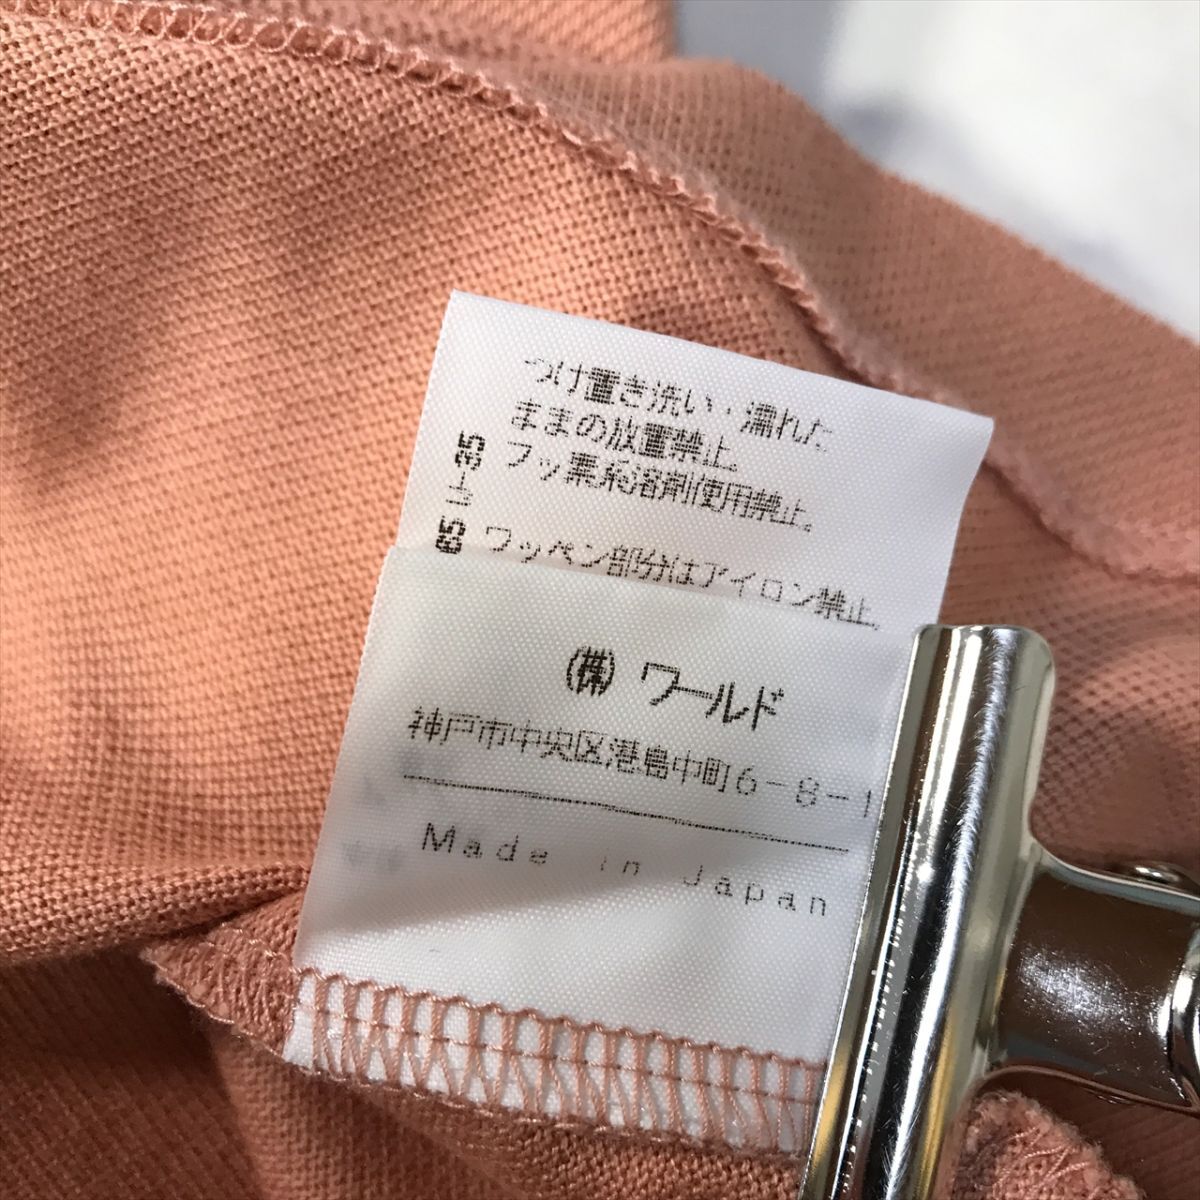 つけ置き洗い・濡れた
ままの放置禁止。
フッ素系溶剤使用禁止。
ワッペン部分はアイロン禁止。
㈱ ワールド
神戸市中央区港島中町6-8-1
Made in Japan